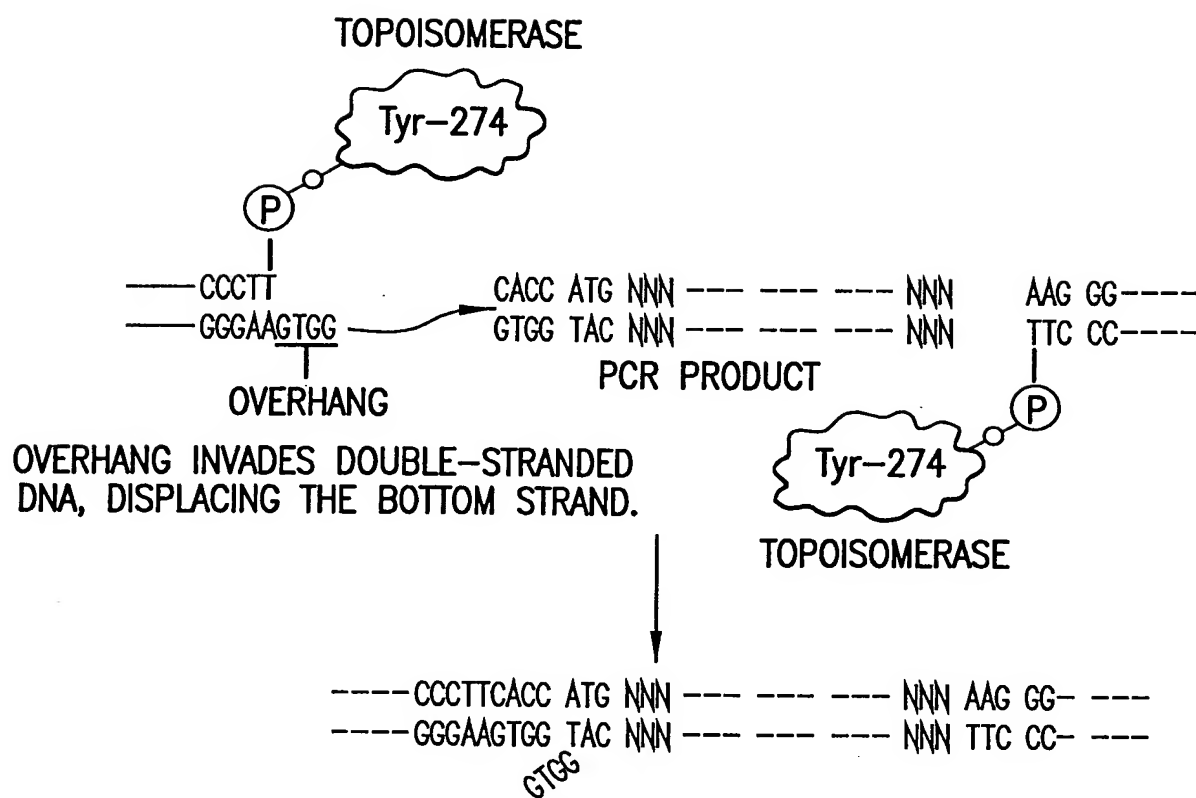 TOPOISOMERASE
Tyr-274
P
CCCTT CACC ATG NNN --- --- --- NNN AAG GG----
GGGAAGTGG GTGG TAC NNN --- --- --- NNN TTC CC----
PCR PRODUCT
OVERHANG
P
OVERHANG INVADES DOUBLE-STRANDED
DNA, DISPLACING THE BOTTOM STRAND.
Tyr-274
TOPOISOMERASE
----CCCTTCACC ATG NNN --- --- --- NNN AAG GG- ---
----GGGAAGTGG TAC NNN --- --- --- NNN TTC CC- ---
GTGG